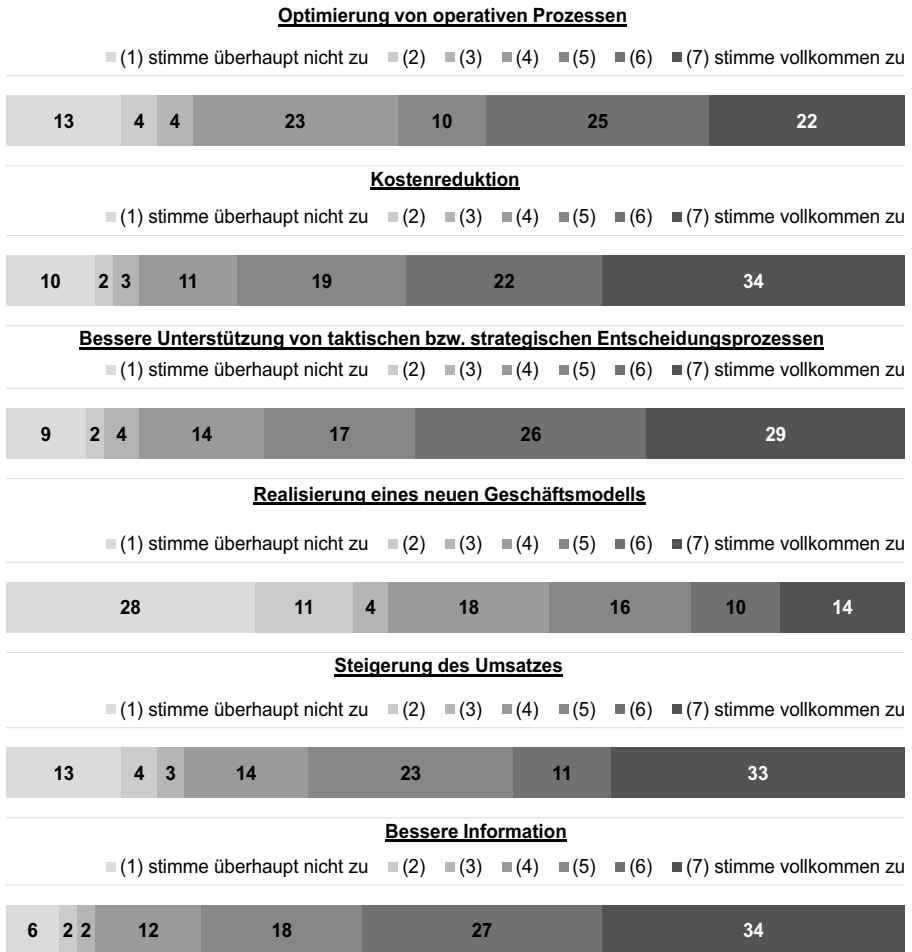 Optimierung von operativen Prozessen
(1) stimme überhaupt nicht zu (2) (3) (4) (5) (6) (7) stimme vollkommen zu
13 4 4 23 10 25 22
Kostenreduktion
(1) stimme überhaupt nicht zu (2) (3) (4) (5) (6) (7) stimme vollkommen zu
10 2 3 11 19 22 34
Bessere Unterstützung von taktischen bzw. strategischen Entscheidungsprozessen
(1) stimme überhaupt nicht zu (2) (3) (4) (5) (6) (7) stimme vollkommen zu
9 2 4 14 17 26 29
Realisierung eines neuen Geschäftsmodells
(1) stimme überhaupt nicht zu (2) (3) (4) (5) (6) (7) stimme vollkommen zu
28 11 4 18 16 10 14
Steigerung des Umsatzes
(1) stimme überhaupt nicht zu (2) (3) (4) (5) (6) (7) stimme vollkommen zu
13 4 3 14 23 11 33
Bessere Information
(1) stimme überhaupt nicht zu (2) (3) (4) (5) (6) (7) stimme vollkommen zu
6 2 2 12 18 27 34